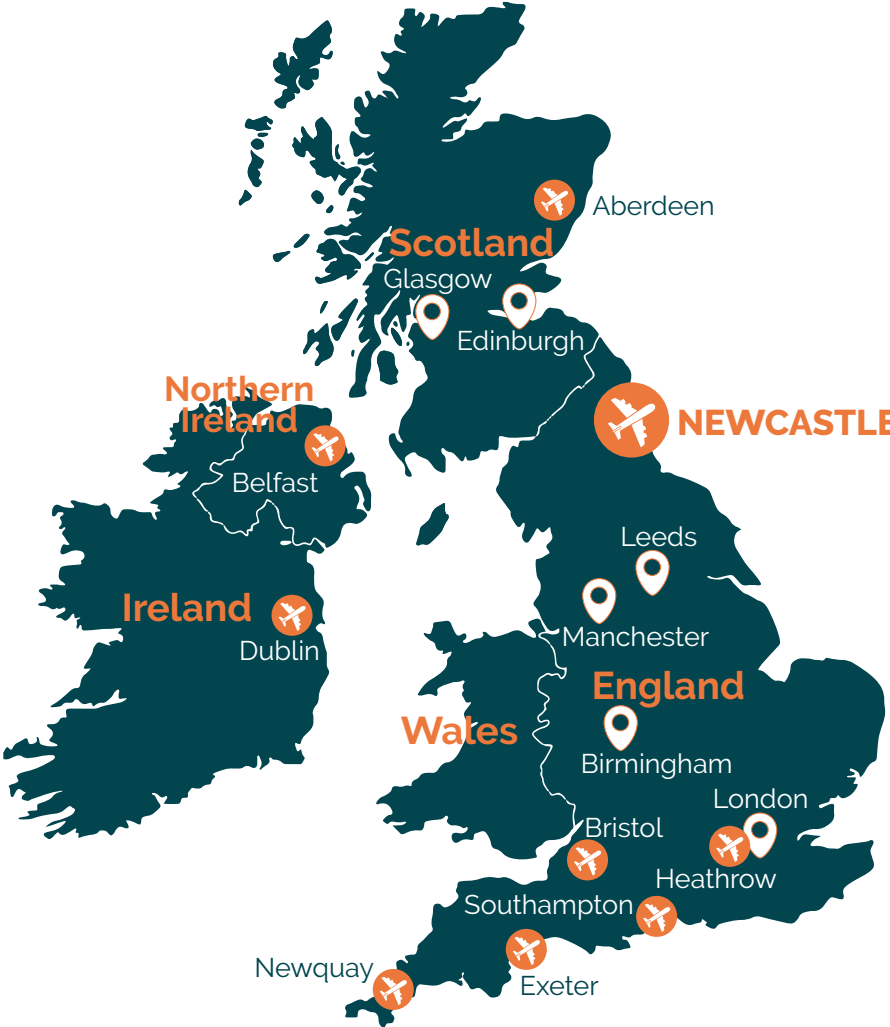 Aberdeen
Scotland
Glasgow
Edinburgh
Northern
Ireland
NEWCASTLE
Belfast
Leeds
Ireland
Manchester
Dublin
England
Wales
Birmingham
London
Bristol
Heathrow
Southampton
Newquay
Exeter